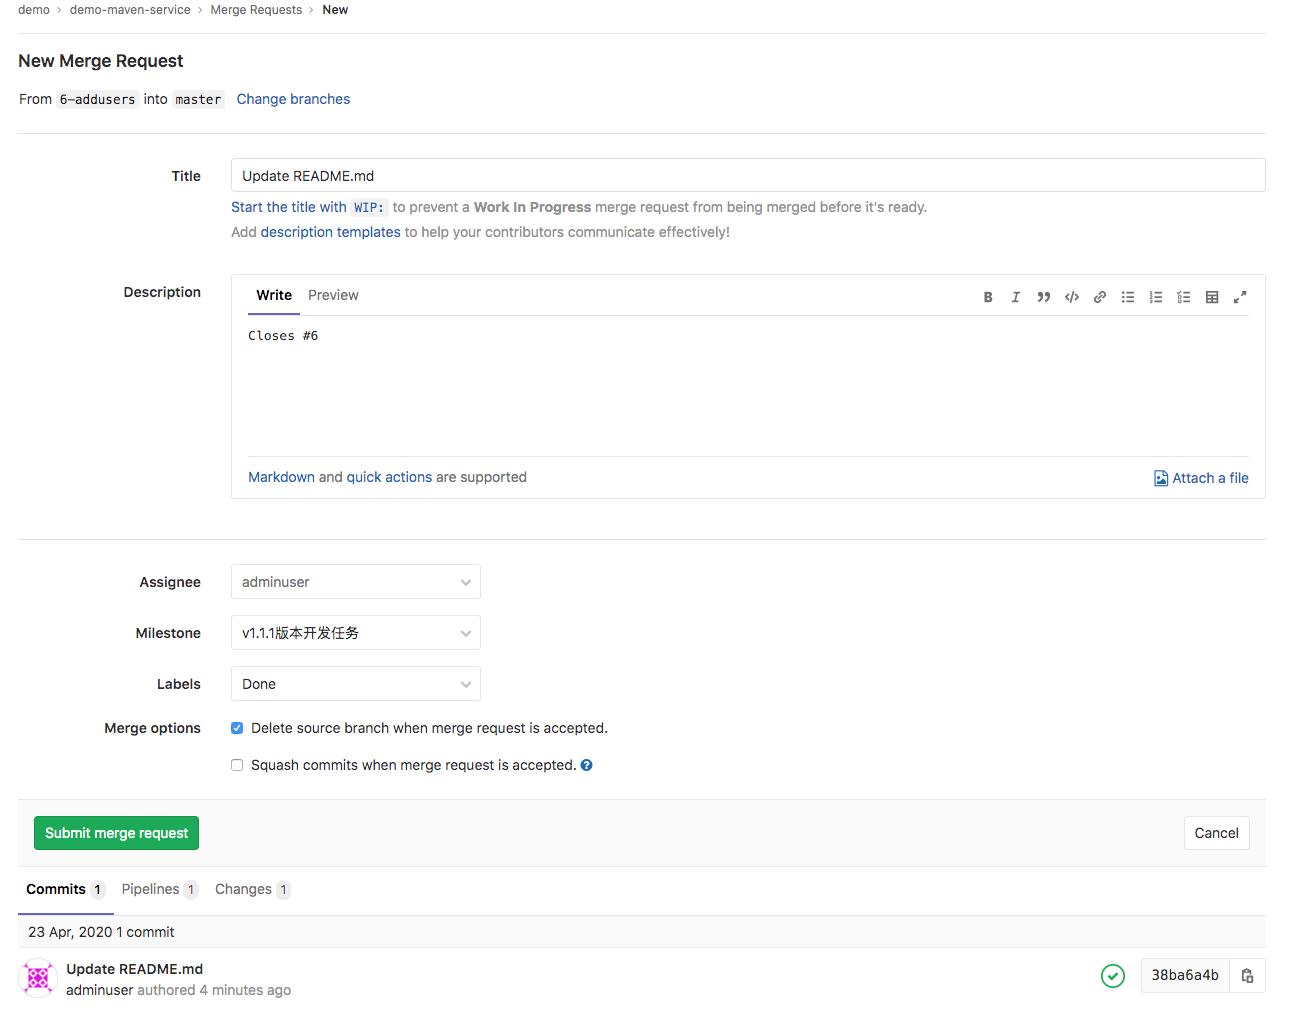 demo › demo-maven-service › Merge Requests › New
New Merge Request
From 6-addusers into master Change branches
Title
Update README.md
Start the title with WIP: to prevent a Work In Progress merge request from being merged before it's ready.
Add description templates to help your contributors communicate effectively!
Description
Write Preview
Closes #6
Markdown and quick actions are supported
Attach a file
Assignee
adminuser
Milestone
v1.1.1版本开发任务
Labels
Done
Merge options
Delete source branch when merge request is accepted.
Squash commits when merge request is accepted.
Submit merge request
Cancel
Commits 1 Pipelines 1 Changes 1
23 Apr, 2020 1 commit
Update README.md
adminuser authored 4 minutes ago
38ba6a4b